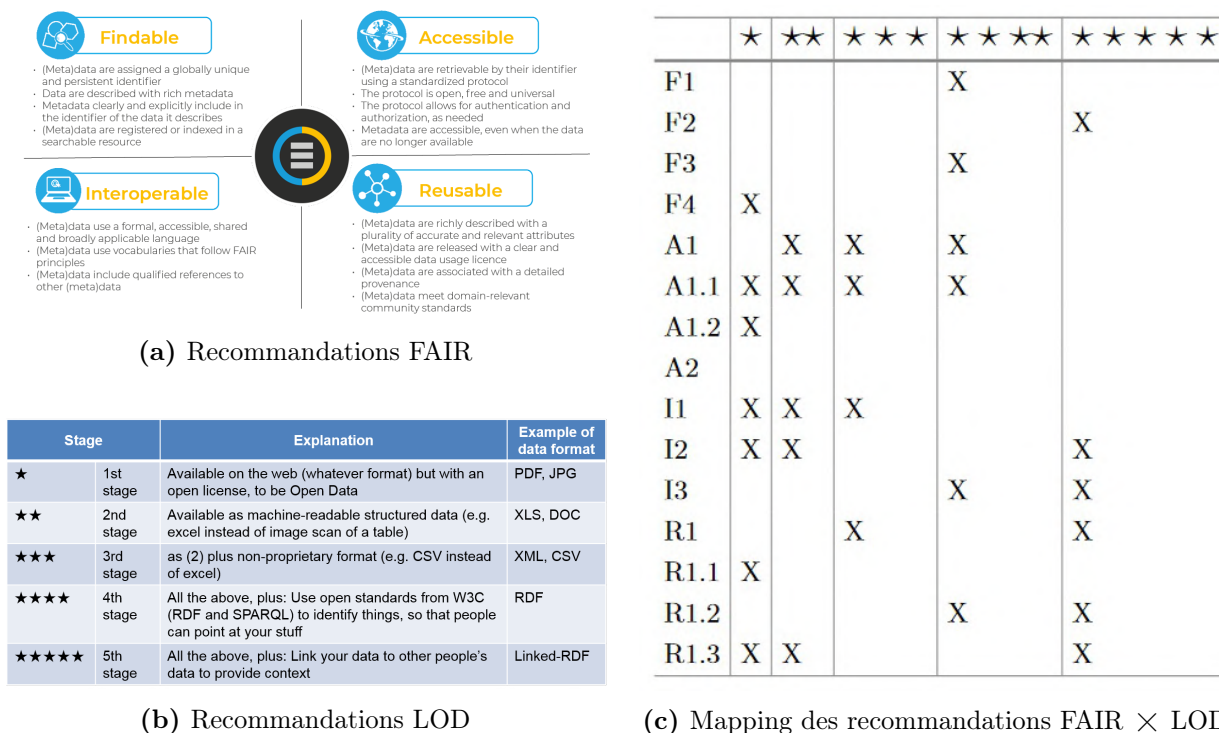 Findable
• (Meta)data are assigned a globally unique
and persistent identifier
• Data are described with rich metadata
• Metadata clearly and explicitly include in
the identifier of the data it describes
• (Meta)data are registered or indexed in a
searchable resource
Accessible
• (Meta)data are retrievable by their identifier
using a standardized protocol
• The protocol is open, free and universal
• The protocol allows for authentication and
authorization, as needed
• Metadata are accessible, even when the data
are no longer available
Interoperable
• (Meta)data use a formal, accessible, shared
and broadly applicable language
• (Meta)data use vocabularies that follow FAIR
principles
• (Meta)data include qualified references to
other (meta)data
Reusable
• (Meta)data are richly described with a
plurality of accurate and relevant attributes
• (Meta)data are released with a clear and
accessible data usage licence
• (Meta)data are associated with a detailed
provenance
• (Meta)data meet domain-relevant
community standards
(a) Recommandations FAIR
Stage Explanation Example of
data format
★ 1st
stage Available on the web (whatever format) but with an
open license, to be Open Data PDF, JPG
★★ 2nd
stage Available as machine-readable structured data (e.g.
excel instead of image scan of a table) XLS, DOC
★★★ 3rd
stage as (2) plus non-proprietary format (e.g. CSV instead
of excel) XML, CSV
★★★★ 4th
stage All the above, plus: Use open standards from W3C
(RDF and SPARQL) to identify things, so that people
can point at your stuff RDF
★★★★★ 5th
stage All the above, plus: Link your data to other people's
data to provide context Linked-RDF
(b) Recommandations LOD
★ ★★ ★★★ ★★★★ ★★★★★
F1 X
F2 X
F3 X
F4 X
A1 X X X
A1.1 X X X X
A1.2 X
A2
I1 X X X
I2 X X X
I3 X X
R1 X X
R1.1 X
R1.2 X X
R1.3 X X X
(c) Mapping des recommandations FAIR × LOD